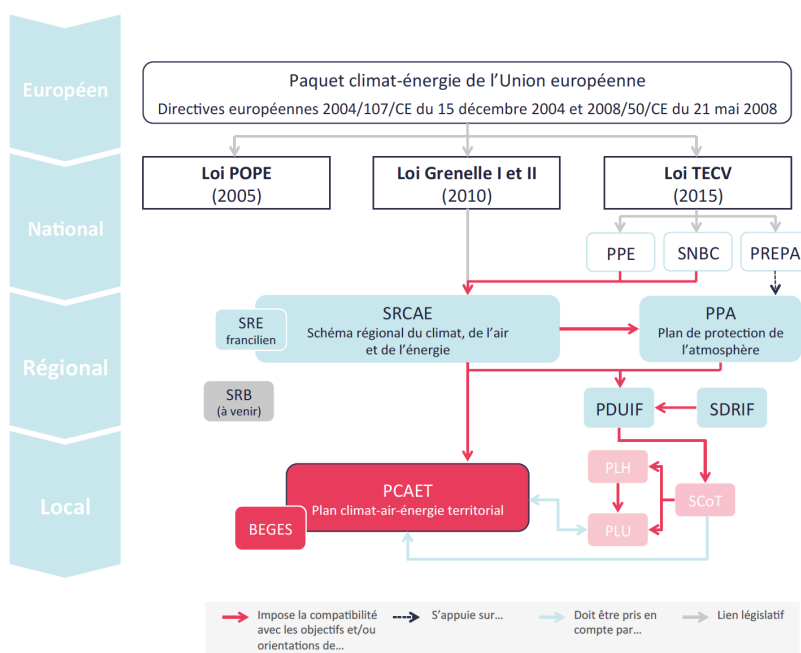 Européen
Paquet climat-énergie de l’Union européenne
Directives européennes 2004/107/CE du 15 décembre 2004 et 2008/50/CE du 21 mai 2008
National
Loi POPE
(2005)
Loi Grenelle I et II
(2010)
Loi TECV
(2015)
PPE
SNBC
PREPA
Régional
SRE
francilien
SRCAE
Schéma régional du climat, de l’air
et de l’énergie
PPA
Plan de protection de
l’atmosphère
SRB
(à venir)
PDUIF
SDRIF
Local
PCAET
Plan climat-air-énergie territorial
BEGES
PLH
PLU
SCoT
Impose la compatibilité
avec les objectifs et/ou
orientations de...
S’appuie sur...
Doit être pris en
compte par...
Lien législatif